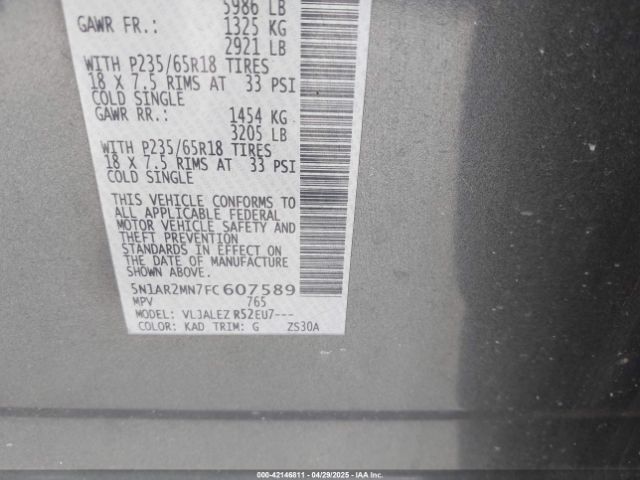 5986 LB
GAWR FR.: 1325 KG
2921 LB
WITH P235/65R18 TIRES
18 X 7.5 RIMS AT 33 PSI
COLD SINGLE
GAWR RR.: 1454 KG
3205 LB
WITH P235/65R18 TIRES
18 X 7.5 RIMS AT 33 PSI
COLD SINGLE
THIS VEHICLE CONFORMS TO
ALL APPLICABLE FEDERAL
MOTOR VEHICLE SAFETY AND
THEFT PREVENTION
STANDARDS IN EFFECT ON
THE DATE OF MANUFACTURE
SHOWN ABOVE.
5N1AR2MN7FC607589
MPV 765
MODEL: VLJALEZ R52EU7---
COLOR: KAD TRIM: G ZS30A
000-42146811 - 04/29/2025 - IAAI.COM